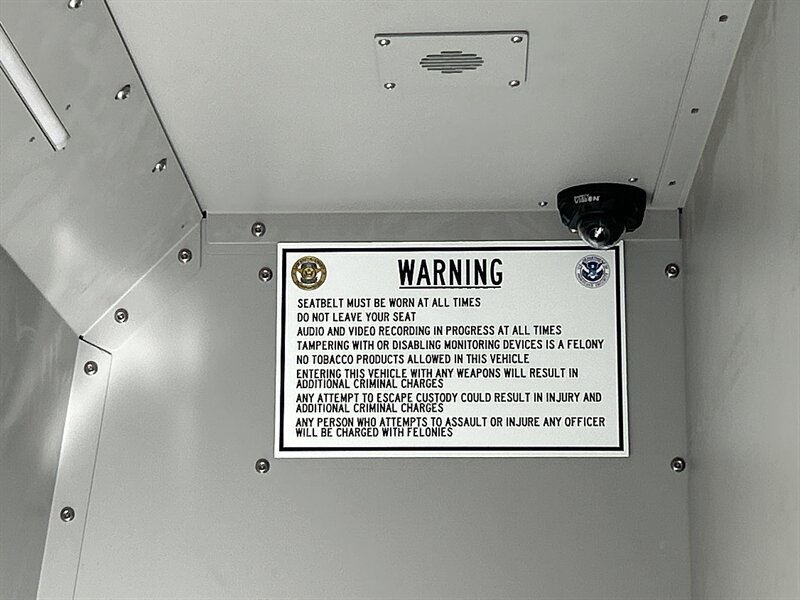 WARNING
SEATBELT MUST BE WORN AT ALL TIMES
DO NOT LEAVE YOUR SEAT
AUDIO AND VIDEO RECORDING IN PROGRESS AT ALL TIMES
TAMPERING WITH OR DISABLING MONITORING DEVICES IS A FELONY
NO TOBACCO PRODUCTS ALLOWED IN THIS VEHICLE
ENTERING THIS VEHICLE WITH ANY WEAPONS WILL RESULT IN
ADDITIONAL CRIMINAL CHARGES
ANY ATTEMPT TO ESCAPE CUSTODY COULD RESULT IN INJURY AND
ADDITIONAL CRIMINAL CHARGES
ANY PERSON WHO ATTEMPTS TO ASSAULT OR INJURE ANY OFFICER
WILL BE CHARGED WITH FELONIES